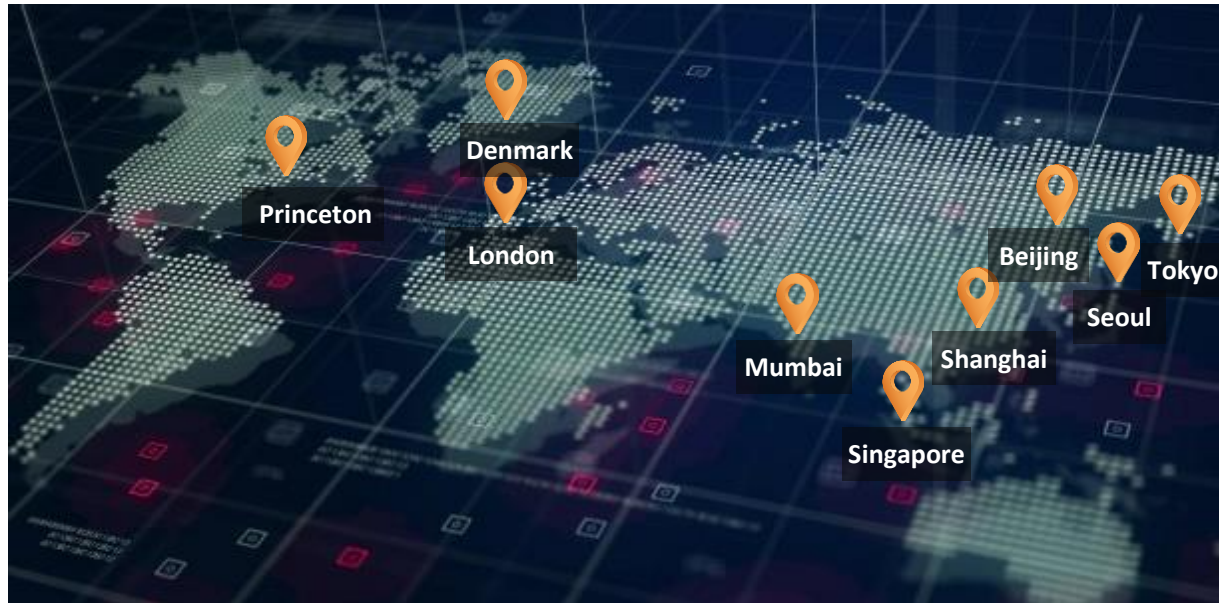 Denmark
Princeton
London
Beijing
Tokyo
Seoul
Mumbai
Shanghai
Singapore